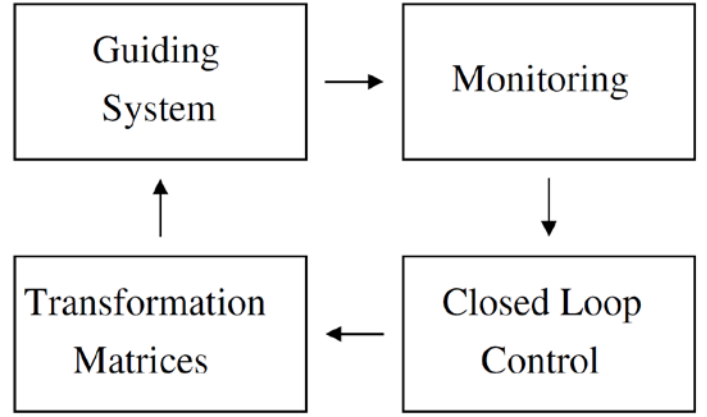 Guiding
System
Monitoring
Transformation
Matrices
Closed Loop
Control